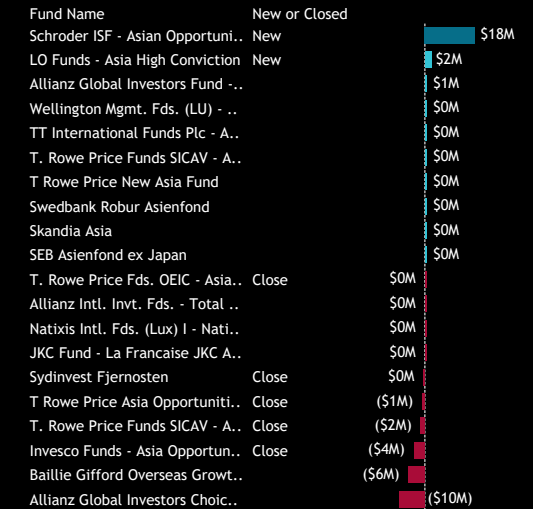 Fund Name New or Closed
Schroder ISF - Asian Opportuni.. New $18M
LO Funds - Asia High Conviction New $2M
Allianz Global Investors Fund -.. $1M
Wellington Mgmt. Fds. (LU) - .. $0M
TT International Funds Plc - A.. $0M
T. Rowe Price Funds SICAV - A.. $0M
T Rowe Price New Asia Fund $0M
Swedbank Robur Asienfond $0M
Skandia Asia $0M
SEB Asienfond ex Japan $0M
T. Rowe Price Fds. OEIC - Asia.. Close $0M
Allianz Intl. Invt. Fds. - Total .. $0M
Natixis Intl. Fds. (Lux) I - Nati.. $0M
JKC Fund - La Francaise JKC A.. $0M
Sydinvest Fjernosten Close $0M
T Rowe Price Asia Opportuniti.. Close ($1M)
T. Rowe Price Funds SICAV - A.. Close ($2M)
Invesco Funds - Asia Opportun.. Close ($4M)
Baillie Gifford Overseas Growt.. ($6M)
Allianz Global Investors Choic.. ($10M)